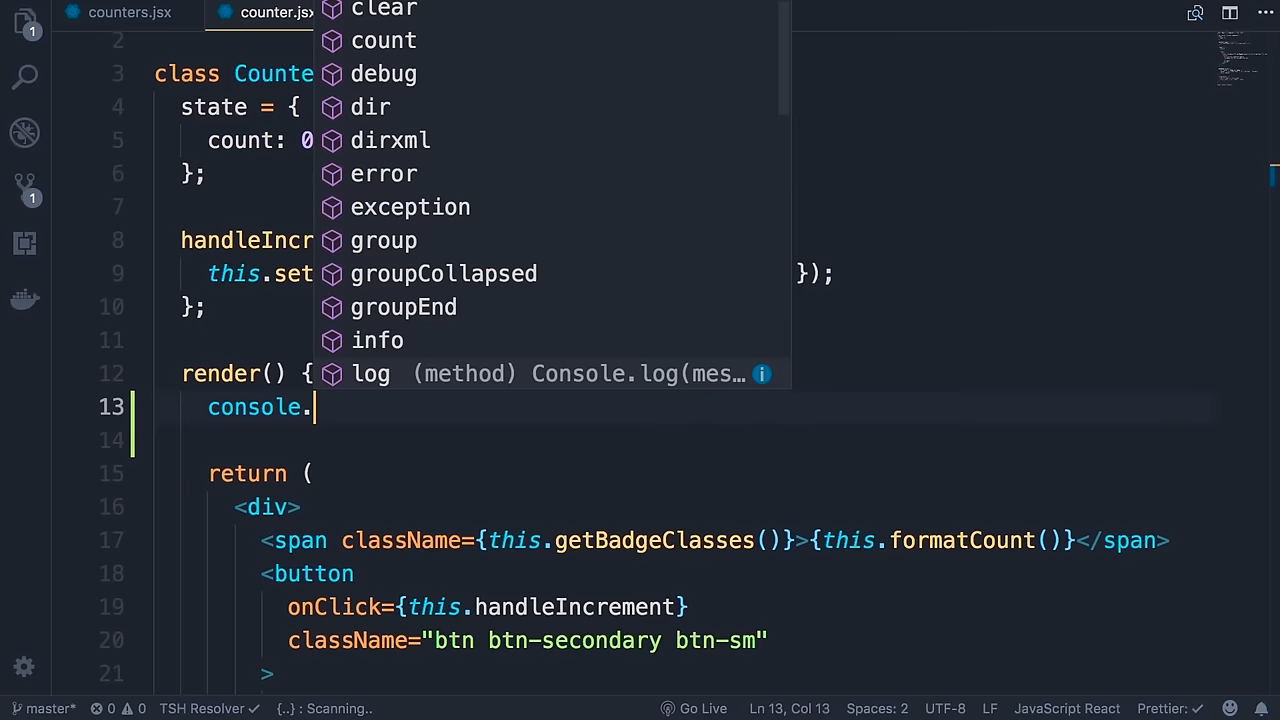 counters.jsx
counter.jsx
1
1
clear
count
debug
dir
dirxml
error
exception
group
groupCollapsed
groupEnd
info
log (method) Console.log(mes…
2
3 class Counte
4 state = {
5 count: 0
6 };
7
8 handleIncr
9 this.set });
10 };
11
12 render() {
13 console.
14
15 return (
16 <div>
17 <span className={this.getBadgeClasses()}>{this.formatCount()}</span>
18 <button
19 onClick={this.handleIncrement}
20 className="btn btn-secondary btn-sm"
21 >
master* 0 0 TSH Resolver ✓ {..} : Scanning.. Go Live Ln 13, Col 13 Spaces: 2 UTF-8 LF JavaScript React Prettier: ✓